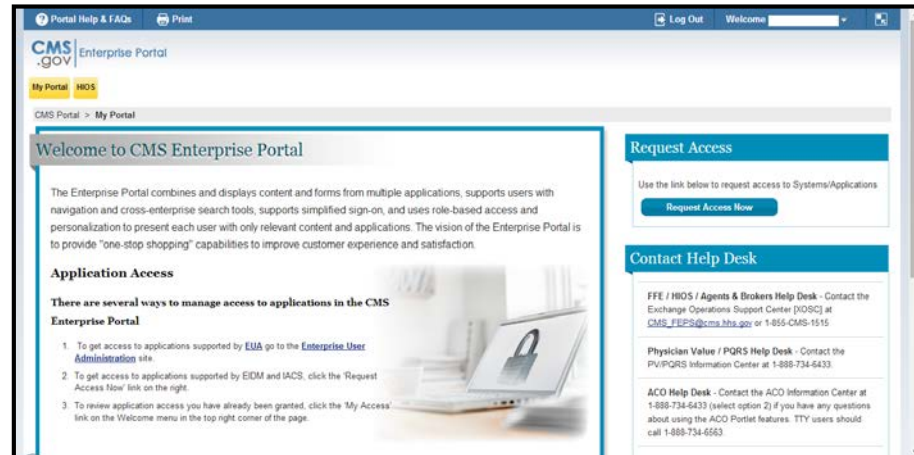 Portal Help & FAQs Print Log Out Welcome
CMS .gov Enterprise Portal
My Portal HIOS
CMS Portal > My Portal
Welcome to CMS Enterprise Portal
The Enterprise Portal combines and displays content and forms from multiple applications, supports users with
navigation and cross-enterprise search tools, supports simplified sign-on, and uses role-based access and
personalization to present each user with only relevant content and applications. The vision of the Enterprise Portal is
to provide "one-stop shopping" capabilities to improve customer experience and satisfaction.
Application Access
There are several ways to manage access to applications in the CMS
Enterprise Portal
1. To get access to applications supported by EUA go to the Enterprise User
Administration site.
2. To get access to applications supported by EIDM and IACS, click the 'Request
Access Now' link on the right.
3. To review application access you have already been granted, click the 'My Access'
link on the Welcome menu in the top right corner of the page.
Request Access
Use the link below to request access to Systems/Applications
Request Access Now
Contact Help Desk
FFE / HIOS / Agents & Brokers Help Desk - Contact the
Exchange Operations Support Center [XOSC] at
CMS_FEPS@cms.hhs.gov or 1-855-CMS-1515
Physician Value / PQRS Help Desk - Contact the
PV/PQRS Information Center at 1-888-734-6433.
ACO Help Desk - Contact the ACO Information Center at
1-888-734-6433 (select option 2) if you have any questions
about using the ACO Portlet features. TTY users should
call 1-888-734-6563.